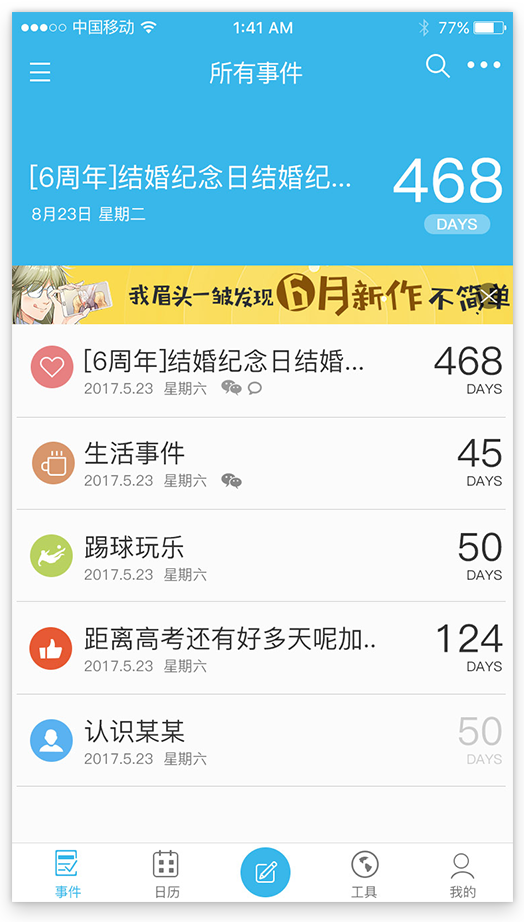 中国移动
1:41 AM
77%
所有事件
[6周年]结婚纪念日结婚纪...
468
8月23日 星期二
DAYS
我眉头一皱发现6月新作不简单
[6周年]结婚纪念日结婚...
468
2017.5.23 星期六
DAYS
生活事件
45
2017.5.23 星期六
DAYS
踢球玩乐
50
2017.5.23 星期六
DAYS
距离高考还有好多天呢加..
124
2017.5.23 星期六
DAYS
认识某某
50
2017.5.23 星期六
DAYS
事件
日历
工具
我的